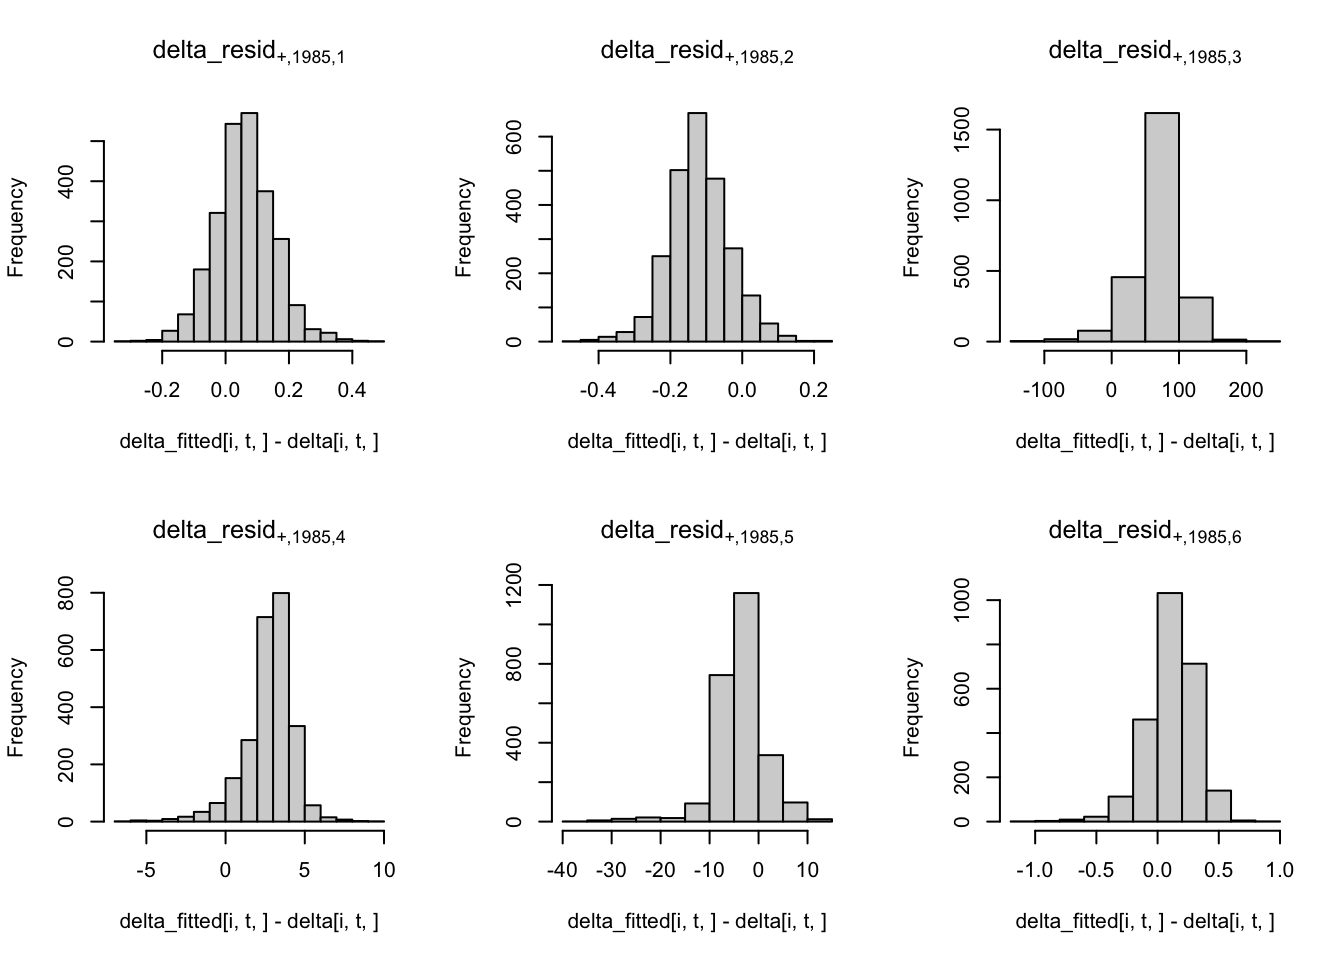 delta_resid+,1985,1
Frequency
0
200
400
-0.2 0.0 0.2 0.4
delta_fitted[i, t, ] - delta[i, t, ]
delta_resid+,1985,2
Frequency
0
200
400
600
-0.4 -0.2 0.0 0.2
delta_fitted[i, t, ] - delta[i, t, ]
delta_resid+,1985,3
Frequency
0
500
1000
1500
-100 0 100 200
delta_fitted[i, t, ] - delta[i, t, ]
delta_resid+,1985,4
Frequency
0
200
400
600
800
-5 0 5 10
delta_fitted[i, t, ] - delta[i, t, ]
delta_resid+,1985,5
Frequency
0
400
800
1200
-40 -30 -20 -10 0 10
delta_fitted[i, t, ] - delta[i, t, ]
delta_resid+,1985,6
Frequency
0
200
600
1000
-1.0 -0.5 0.0 0.5 1.0
delta_fitted[i, t, ] - delta[i, t, ]